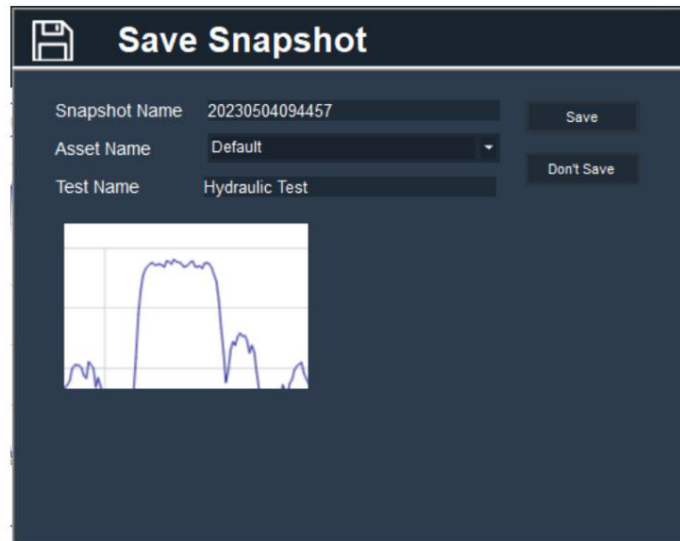 Save Snapshot
Snapshot Name 20230504094457 Save
Asset Name Default
Don't Save
Test Name Hydraulic Test